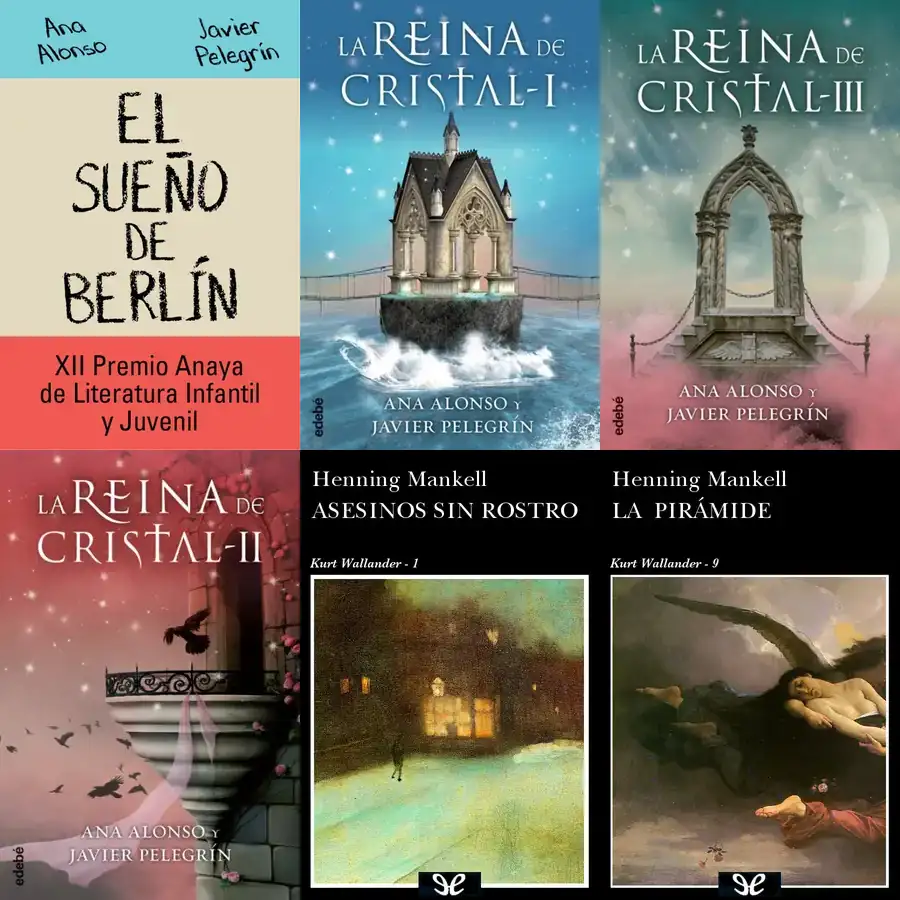 Ana Alonso
Javier Pelegrín
EL
SUEÑO
DE
BERLÍN
XII Premio Anaya
de Literatura Infantil
y Juvenil
LA REINA DE
CRISTAL-I
ANA ALONSO Y
JAVIER PELEGRÍN
edebé
LA REINA DE
CRISTAL-III
ANA ALONSO Y
JAVIER PELEGRÍN
edebé
LA REINA DE
CRISTAL-II
ANA ALONSO Y
JAVIER PELEGRÍN
edebé
Henning Mankell
ASESINOS SIN ROSTRO
Kurt Wallander - 1
Henning Mankell
LA PIRÁMIDE
Kurt Wallander - 9